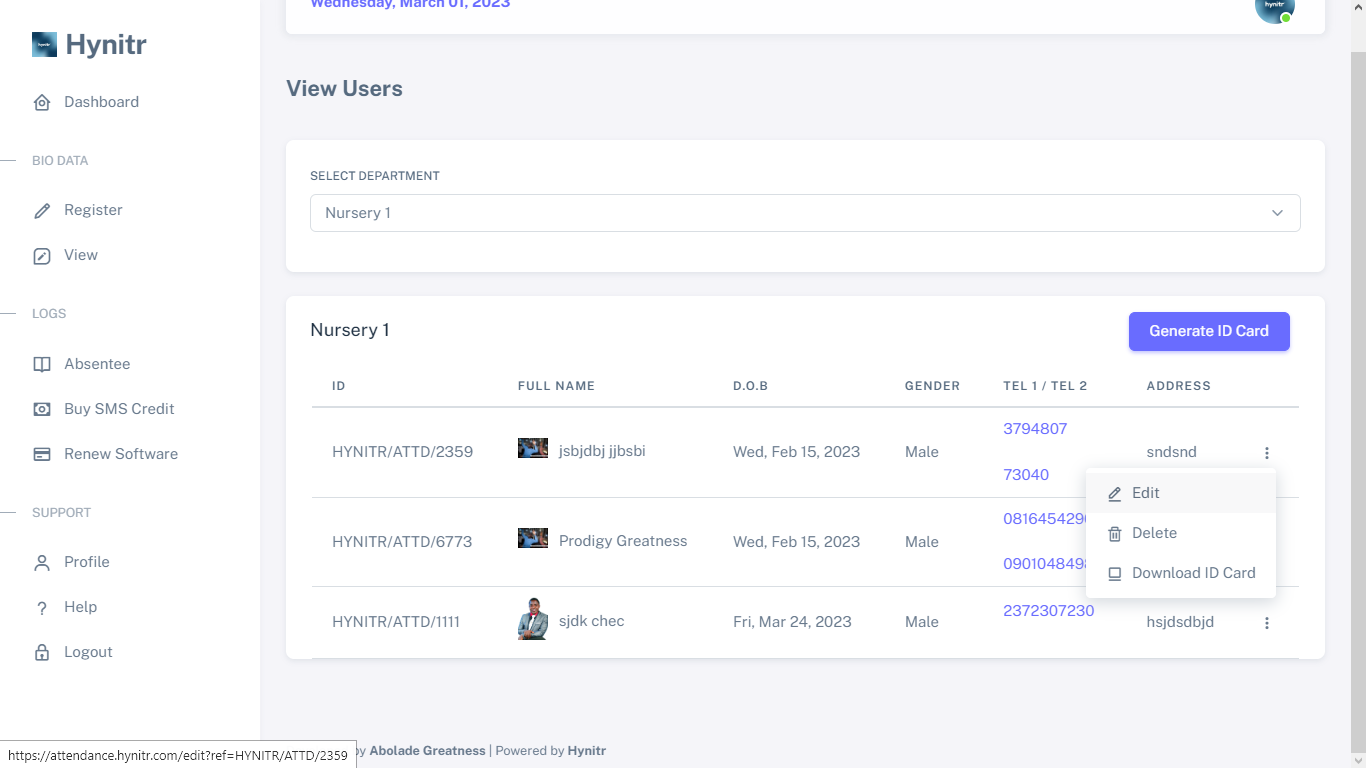 Wednesday, March 01, 2023
hynitr
Hynitr
Dashboard
BIO DATA
Register
View
LOGS
Absentee
Buy SMS Credit
Renew Software
SUPPORT
Profile
Help
Logout
View Users
SELECT DEPARTMENT
Nursery 1
Nursery 1
Generate ID Card
ID FULL NAME D.O.B GENDER TEL 1 / TEL 2 ADDRESS
3794807
HYNITR/ATTD/2359 jsbjdbj jjbsbi Wed, Feb 15, 2023 Male sndsnd
73040
Edit
Delete
Download ID Card
HYNITR/ATTD/6773 Prodigy Greatness Wed, Feb 15, 2023 Male
2372307230
HYNITR/ATTD/1111 sjdk chec Fri, Mar 24, 2023 Male hsjdsdbjd
by Abolade Greatness | Powered by Hynitr
https://attendance.hynitr.com/edit?ref=HYNITR/ATTD/2359